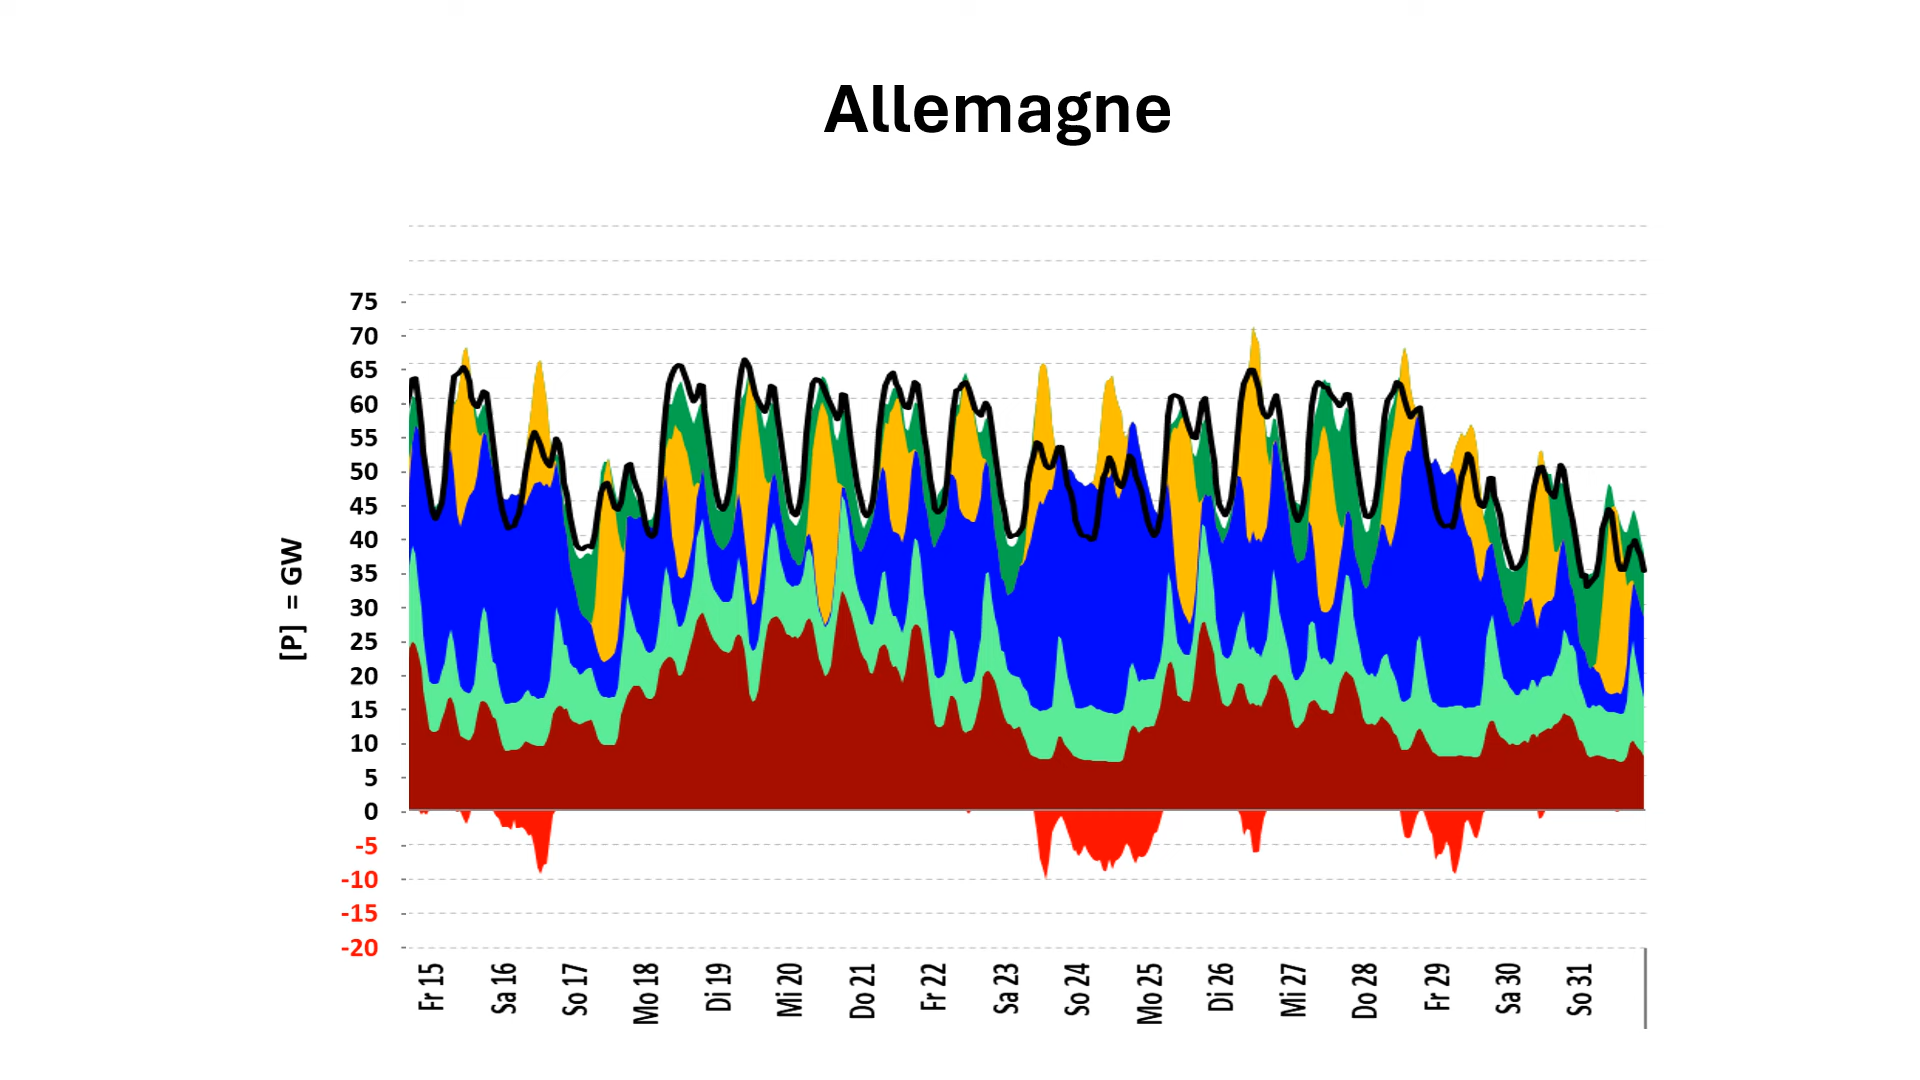 Allemagne
[P] = GW
75
70
65
60
55
50
45
40
35
30
25
20
15
10
5
0
-5
-10
-15
-20
Fr 15
Sa 16
So 17
Mo 18
Di 19
Mi 20
Do 21
Fr 22
Sa 23
So 24
Mo 25
Di 26
Mi 27
Do 28
Fr 29
Sa 30
So 31